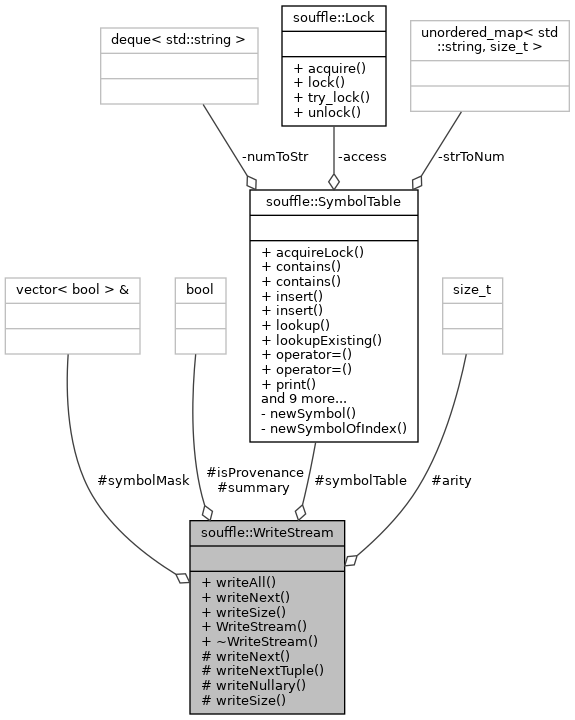 souffle::Lock
+ acquire()
+ lock()
+ try_lock()
+ unlock()
deque< std::string >
unordered_map< std
::string, size_t >
-numToStr
-access
-strToNum
souffle::SymbolTable
+ acquireLock()
+ contains()
+ contains()
+ insert()
+ insert()
+ lookup()
+ lookupExisting()
+ operator=()
+ operator=()
+ print()
and 9 more...
- newSymbol()
- newSymbolOfIndex()
vector< bool > &
bool
size_t
#symbolMask
#isProvenance
#summary
#symbolTable
#arity
souffle::WriteStream
+ writeAll()
+ writeNext()
+ writeSize()
+ WriteStream()
+ ~WriteStream()
# writeNext()
# writeNextTuple()
# writeNullary()
# writeSize()